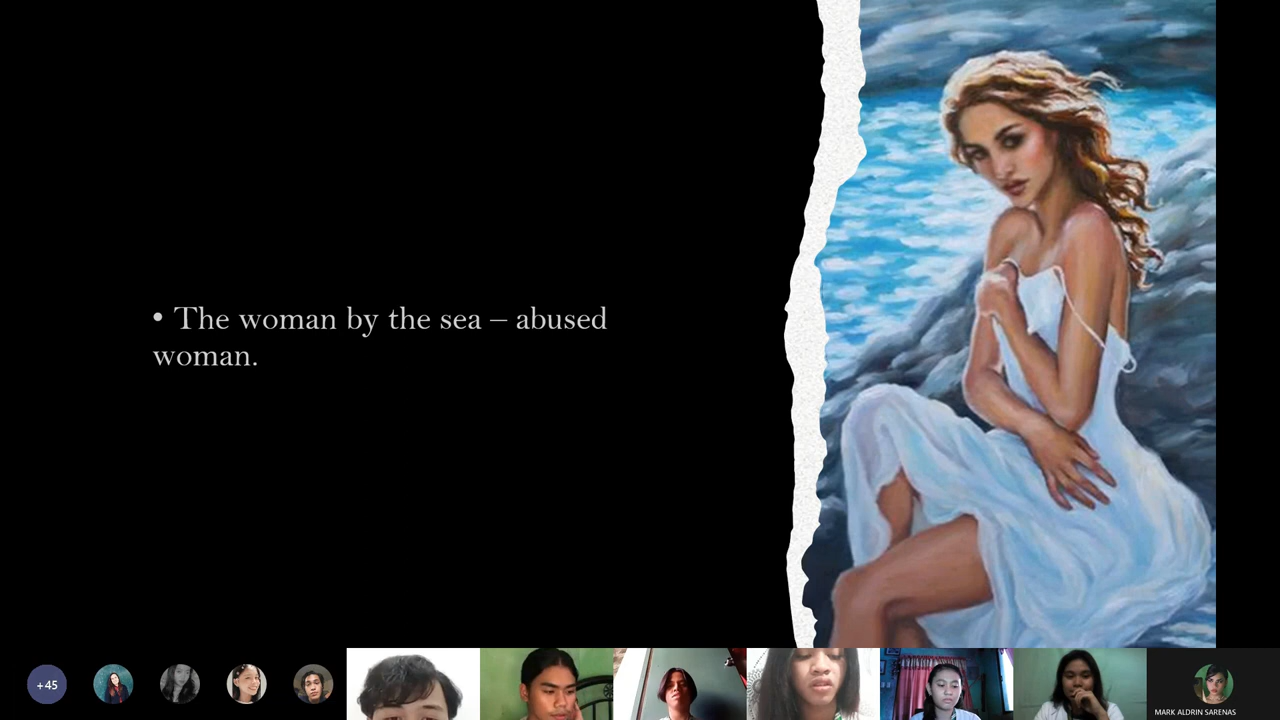 • The woman by the sea – abused
woman.
+45
MARK ALDRIN SARENAS